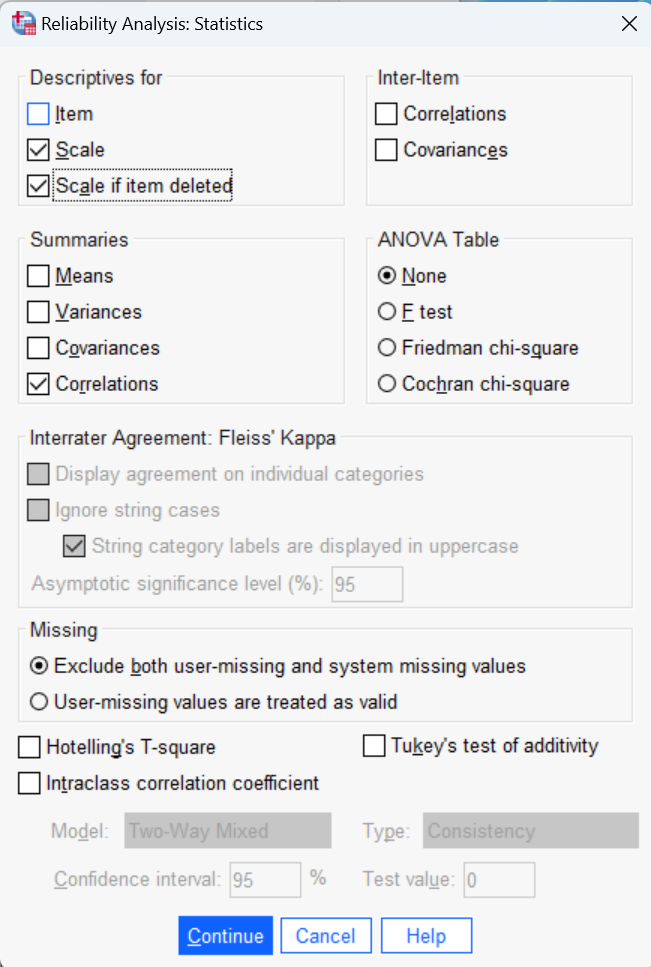 Reliability Analysis: Statistics
Descriptives for
Item
Scale
Scale if item deleted
Inter-Item
Correlations
Covariances
Summaries
Means
Variances
Covariances
Correlations
ANOVA Table
None
F test
Friedman chi-square
Cochran chi-square
Interrater Agreement: Fleiss' Kappa
Display agreement on individual categories
Ignore string cases
String category labels are displayed in uppercase
Asymptotic significance level (%): 95
Missing
Exclude both user-missing and system missing values
User-missing values are treated as valid
Hotelling's T-square
Tukey's test of additivity
Intraclass correlation coefficient
Model: Two-Way Mixed
Type: Consistency
Confidence interval: 95 %
Test value: 0
Continue
Cancel
Help